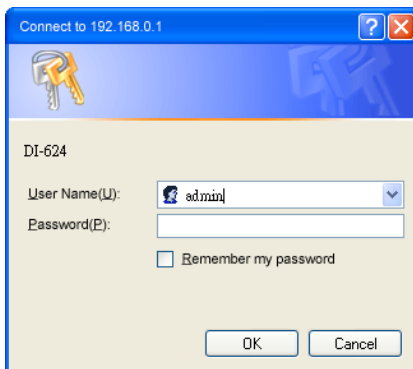 Connect to 192.168.0.1
DI-624
User Name(U):
admin
Password(P):
Remember my password
OK
Cancel